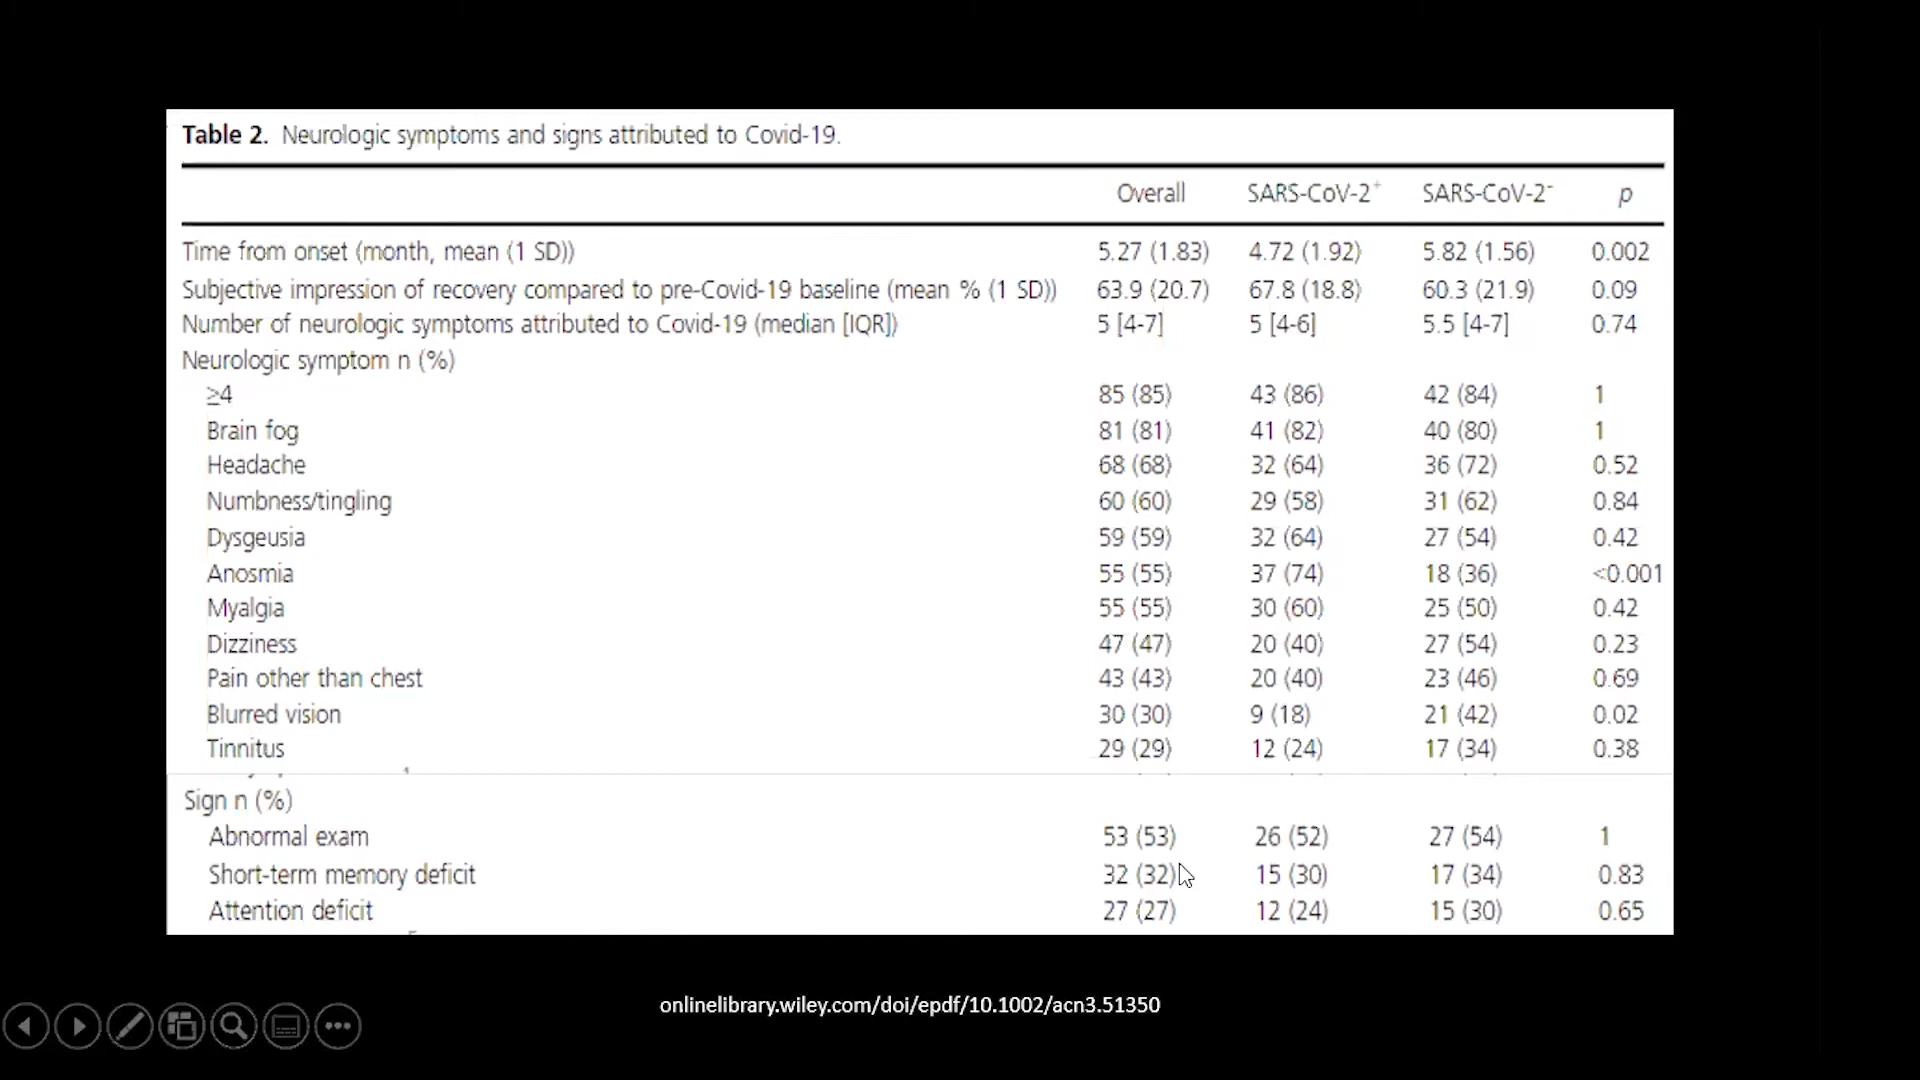 Table 2. Neurologic symptoms and signs attributed to Covid-19.
Overall SARS-CoV-2+ SARS-CoV-2- p
Time from onset (month, mean (1 SD)) 5.27 (1.83) 4.72 (1.92) 5.82 (1.56) 0.002
Subjective impression of recovery compared to pre-Covid-19 baseline (mean % (1 SD)) 63.9 (20.7) 67.8 (18.8) 60.3 (21.9) 0.09
Number of neurologic symptoms attributed to Covid-19 (median [IQR]) 5 [4-7] 5 [4-6] 5.5 [4-7] 0.74
Neurologic symptom n (%)
≥4 85 (85) 43 (86) 42 (84) 1
Brain fog 81 (81) 41 (82) 40 (80) 1
Headache 68 (68) 32 (64) 36 (72) 0.52
Numbness/tingling 60 (60) 29 (58) 31 (62) 0.84
Dysgeusia 59 (59) 32 (64) 27 (54) 0.42
Anosmia 55 (55) 37 (74) 18 (36) <0.001
Myalgia 55 (55) 30 (60) 25 (50) 0.42
Dizziness 47 (47) 20 (40) 27 (54) 0.23
Pain other than chest 43 (43) 20 (40) 23 (46) 0.69
Blurred vision 30 (30) 9 (18) 21 (42) 0.02
Tinnitus 29 (29) 12 (24) 17 (34) 0.38
Sign n (%)
Abnormal exam 53 (53) 26 (52) 27 (54) 1
Short-term memory deficit 32 (32) 15 (30) 17 (34) 0.83
Attention deficit 27 (27) 12 (24) 15 (30) 0.65
onlinelibrary.wiley.com/doi/epdf/10.1002/acn3.51350